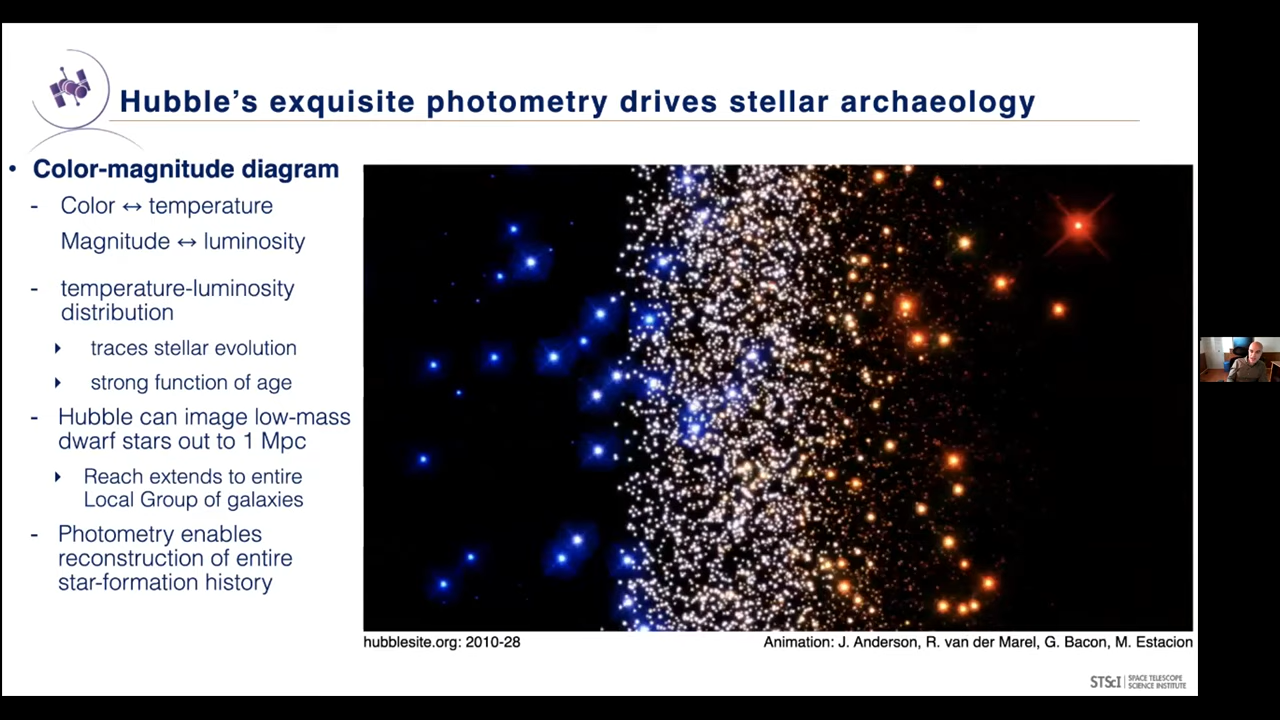 Hubble's exquisite photometry drives stellar archaeology
• Color-magnitude diagram
- Color ↔ temperature
Magnitude ↔ luminosity
- temperature-luminosity
distribution
‣ traces stellar evolution
‣ strong function of age
- Hubble can image low-mass
dwarf stars out to 1 Mpc
‣ Reach extends to entire
Local Group of galaxies
- Photometry enables
reconstruction of entire
star-formation history
hubblesite.org: 2010-28
Animation: J. Anderson, R. van der Marel, G. Bacon, M. Estacion
STScI | SPACE TELESCOPE
SCIENCE INSTITUTE